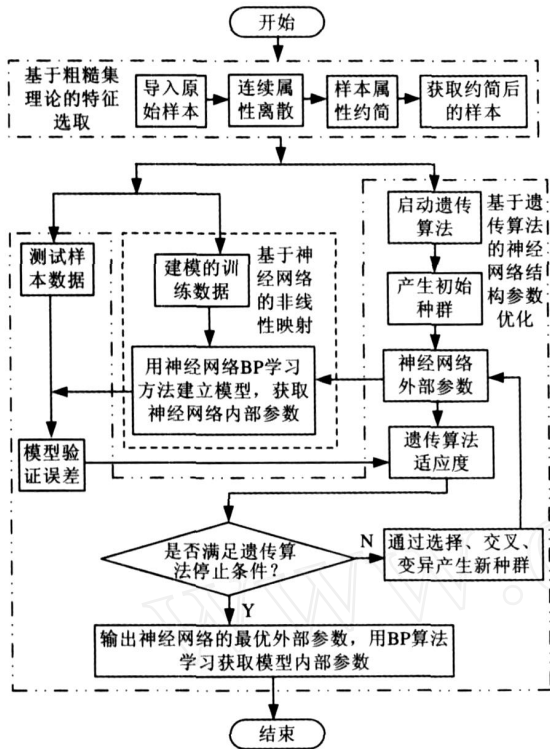 开始
基于粗糙集
理论的特征
选取
导入原
始样本
连续属
性离散
样本属
性约简
获取约简后
的样本
启动遗传
算法
基于遗
传算法
的神经
网络结
构参数
优化
测试样
本数据
建模的训
练数据
基于神
经网络
的非线
性映射
产生初始
种群
用神经网络BP学习
方法建立模型，获取
神经网络内部参数
神经网络
外部参数
模型验
证误差
遗传算法
适应度
是否满足遗传算
法停止条件？
N
通过选择、交叉、
变异产生新种群
Y
输出神经网络的最优外部参数，用BP算法
学习获取模型内部参数
结束